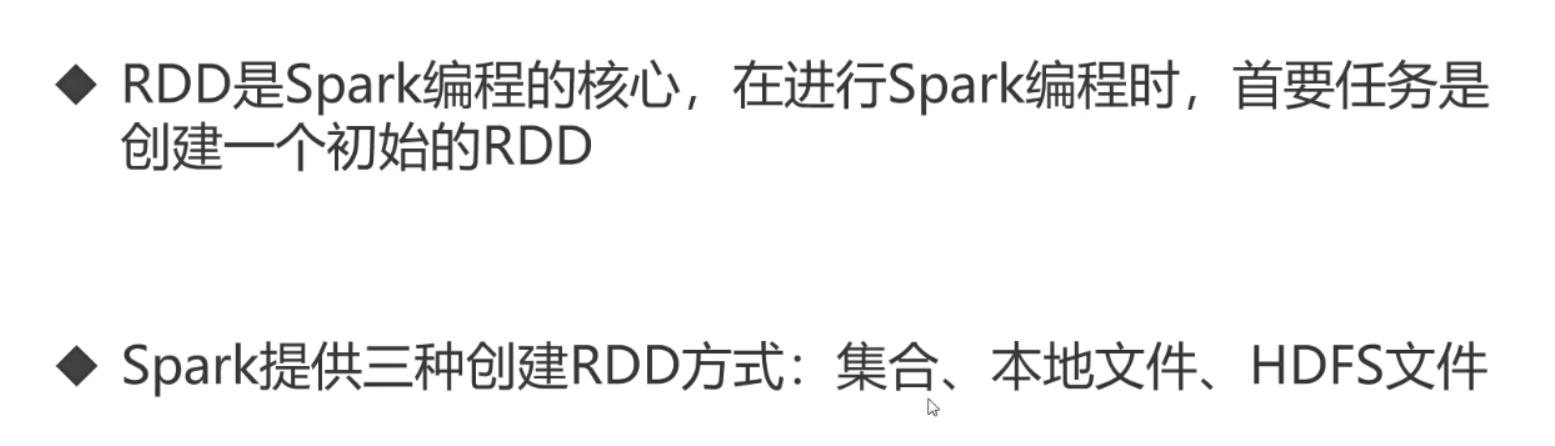 ◆ RDD是Spark编程的核心，在进行Spark编程时，首要任务是
创建一个初始的RDD
◆ Spark提供三种创建RDD方式：集合、本地文件、HDFS文件